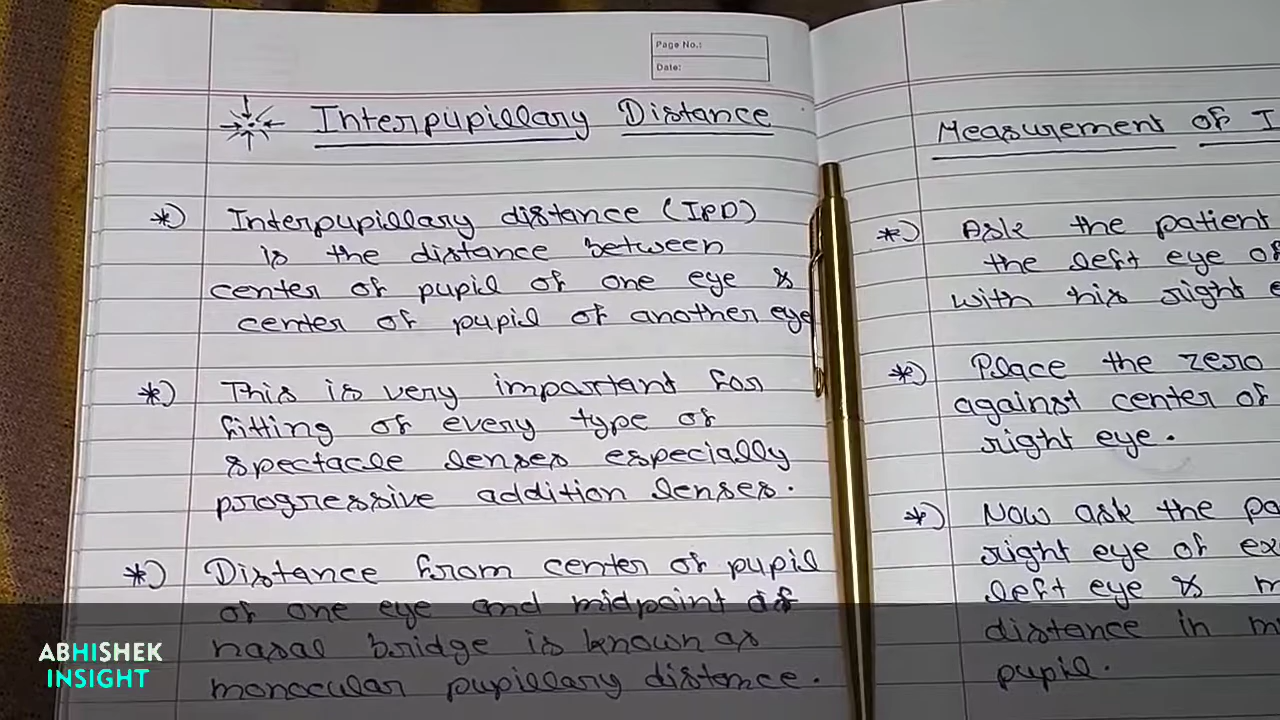 Page No.:
Date:
Interpupillary Distance
*) Interpupillary distance (IPD)
is the distance between
center of pupil of one eye &
center of pupil of another eye
*) This is very important for
fitting of every type of
spectacle lenses especially
progressive addition lenses.
*) Distance from center of pupil
of one eye and midpoint of
nasal bridge is known as
monocular pupillary distance.
Measurement of I
*) Ask the patient
the left eye of
with his right e
*) Place the zero
against center of
right eye.
*) Now ask the pa
right eye of ex
left eye & m
distance in m
pupil.
ABHISHEK
INSIGHT